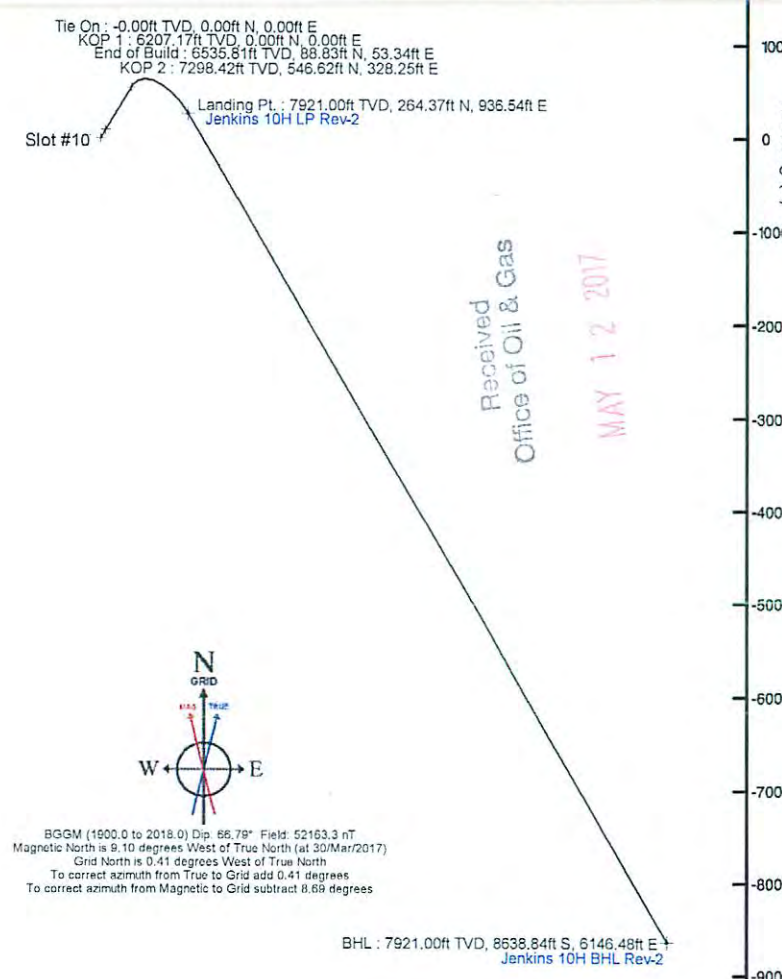 Tie On : -0.00ft TVD, 0.00ft N, 0.00ft E
KOP 1 : 6207.17ft TVD, 0.00ft N, 0.00ft E
End of Build : 6535.81ft TVD, 88.83ft N, 53.34ft E
KOP 2 : 7298.42ft TVD, 546.62ft N, 328.25ft E
Landing Pt. : 7921.00ft TVD, 264.37ft N, 936.54ft E
Jenkins 10H LP Rev-2
Slot #10
100
0
-100
-200
-300
-400
-500
-600
-700
-800
-900
Received
Office of Oil & Gas
MAY 12 2017
N
GRID
MAG TRUE
W E
BGGM (1900.0 to 2018.0) Dip: 66.79° Field: 52163.3 nT
Magnetic North is 9.10 degrees West of True North (at 30/Mar/2017)
Grid North is 0.41 degrees West of True North
To correct azimuth from True to Grid add 0.41 degrees
To correct azimuth from Magnetic to Grid subtract 8.69 degrees
BHL : 7921.00ft TVD, 8638.84ft S, 6146.48ft E
Jenkins 10H BHL Rev-2